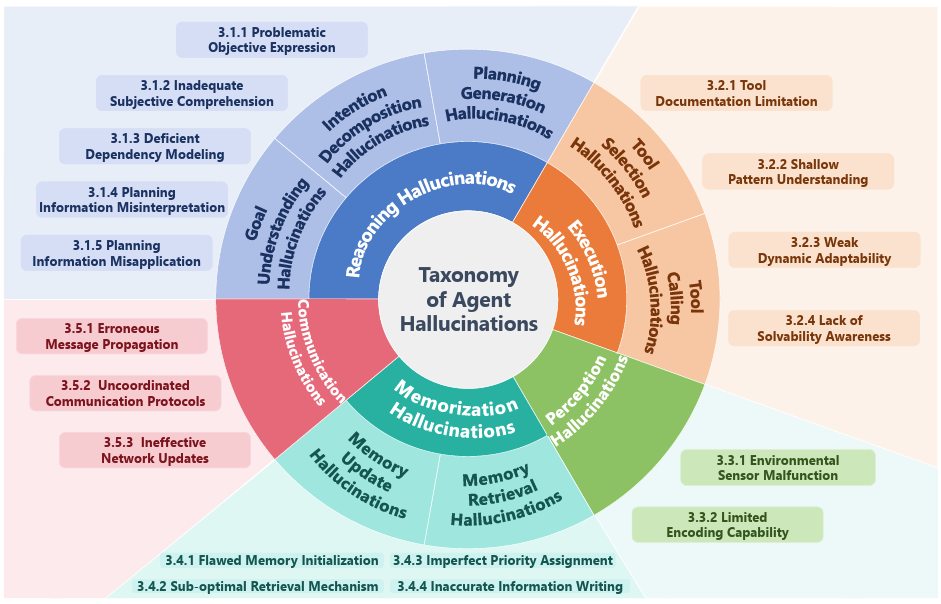 3.1.1 Problematic
Objective Expression
3.1.2 Inadequate
Subjective Comprehension
3.1.3 Deficient
Dependency Modeling
3.1.4 Planning
Information Misinterpretation
3.1.5 Planning
Information Misapplication
Goal
Understanding
Hallucinations
Intention
Decomposition
Hallucinations
Planning
Generation
Hallucinations
Reasoning Hallucinations
3.2.1 Tool
Documentation Limitation
3.2.2 Shallow
Pattern Understanding
3.2.3 Weak
Dynamic Adaptability
3.2.4 Lack of
Solvability Awareness
Tool
Selection
Hallucinations
Tool
Calling
Hallucinations
Execution
Hallucinations
Taxonomy
of Agent
Hallucinations
Communication
Hallucinations
3.5.1 Erroneous
Message Propagation
3.5.2 Uncoordinated
Communication Protocols
3.5.3 Ineffective
Network Updates
Memorization
Hallucinations
Memory
Update
Hallucinations
Memory
Retrieval
Hallucinations
Perception
Hallucinations
3.3.1 Environmental
Sensor Malfunction
3.3.2 Limited
Encoding Capability
3.4.1 Flawed Memory Initialization
3.4.3 Imperfect Priority Assignment
3.4.2 Sub-optimal Retrieval Mechanism
3.4.4 Inaccurate Information Writing